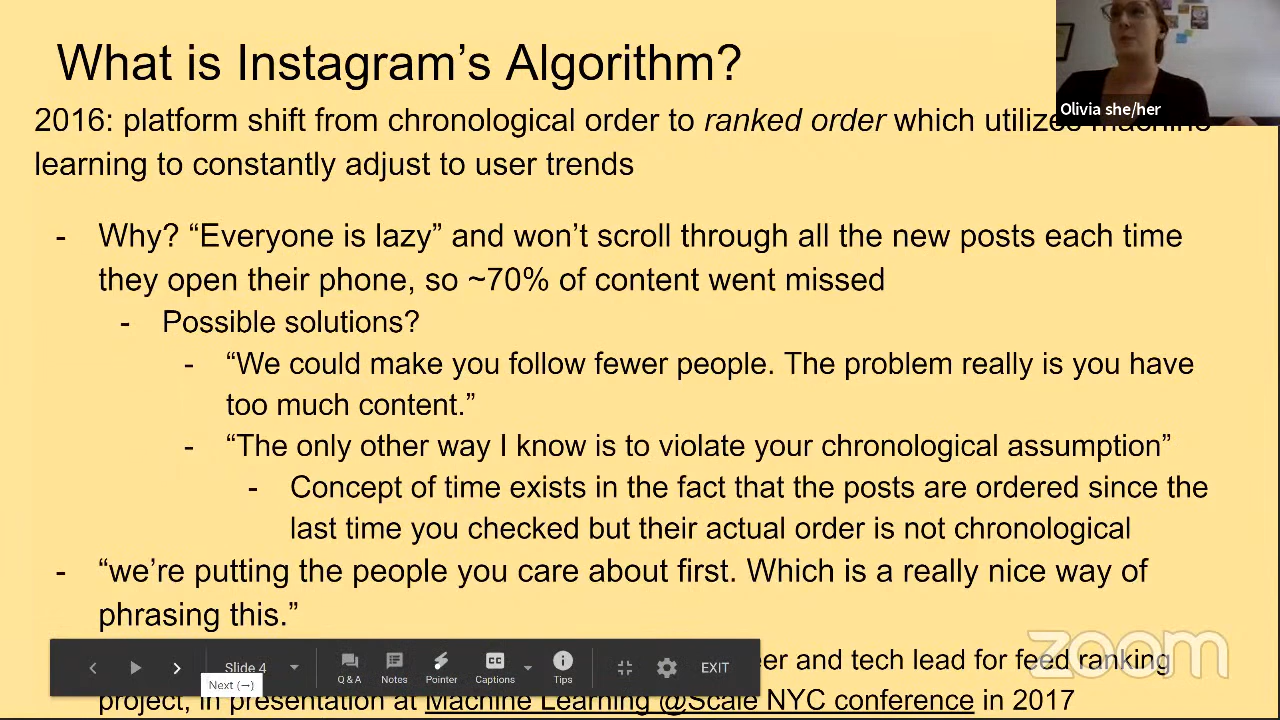 What is Instagram's Algorithm?
Olivia she/her
2016: platform shift from chronological order to ranked order which utilizes machine
learning to constantly adjust to user trends
- Why? “Everyone is lazy” and won't scroll through all the new posts each time
they open their phone, so ~70% of content went missed
- Possible solutions?
- “We could make you follow fewer people. The problem really is you have
too much content.”
- “The only other way I know is to violate your chronological assumption”
- Concept of time exists in the fact that the posts are ordered since the
last time you checked but their actual order is not chronological
- “we're putting the people you care about first. Which is a really nice way of
phrasing this.”
er and tech lead for feed ranking
project, in presentation at Machine Learning @Scale NYC conference in 2017
Slide 4
Q & A
Notes
Pointer
CC
Captions
Tips
EXIT
Next (→)
zoom